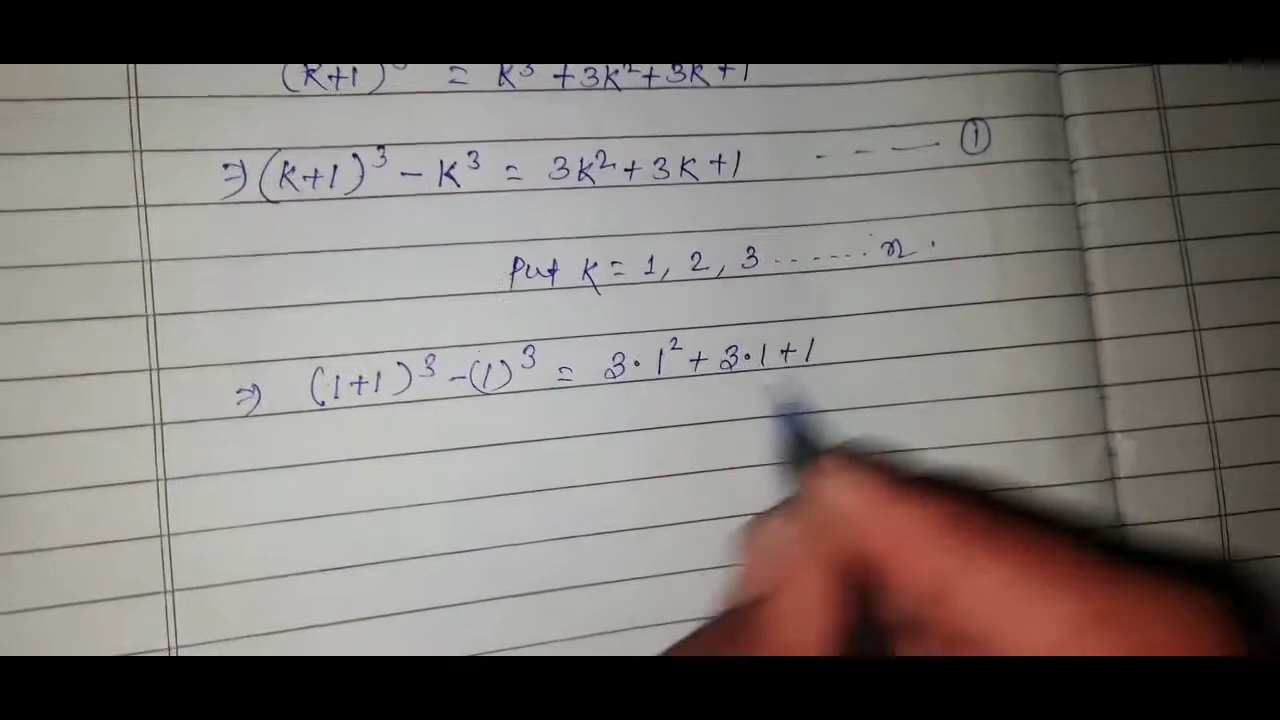 (k+1)³ = k³ + 3k² + 3k + 1
⇒ (k+1)³ - k³ = 3k² + 3k + 1 - - — ①
Put k = 1, 2, 3 ....... n.
⇒ (1+1)³ - (1)³ = 3·1² + 3·1 + 1